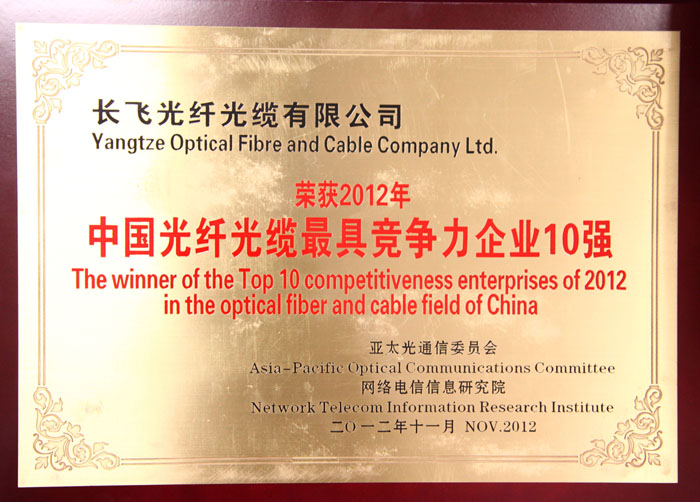 长飞光纤光缆有限公司
Yangtze Optical Fibre and Cable Company Ltd.
荣获2012年
中国光纤光缆最具竞争力企业10强
The winner of the Top 10 competitiveness enterprises of 2012
in the optical fiber and cable field of China
亚太光通信委员会
Asia-Pacific Optical Communications Committee
网络电信信息研究院
Network Telecom Information Research Institute
二〇一二年十一月 NOV.2012